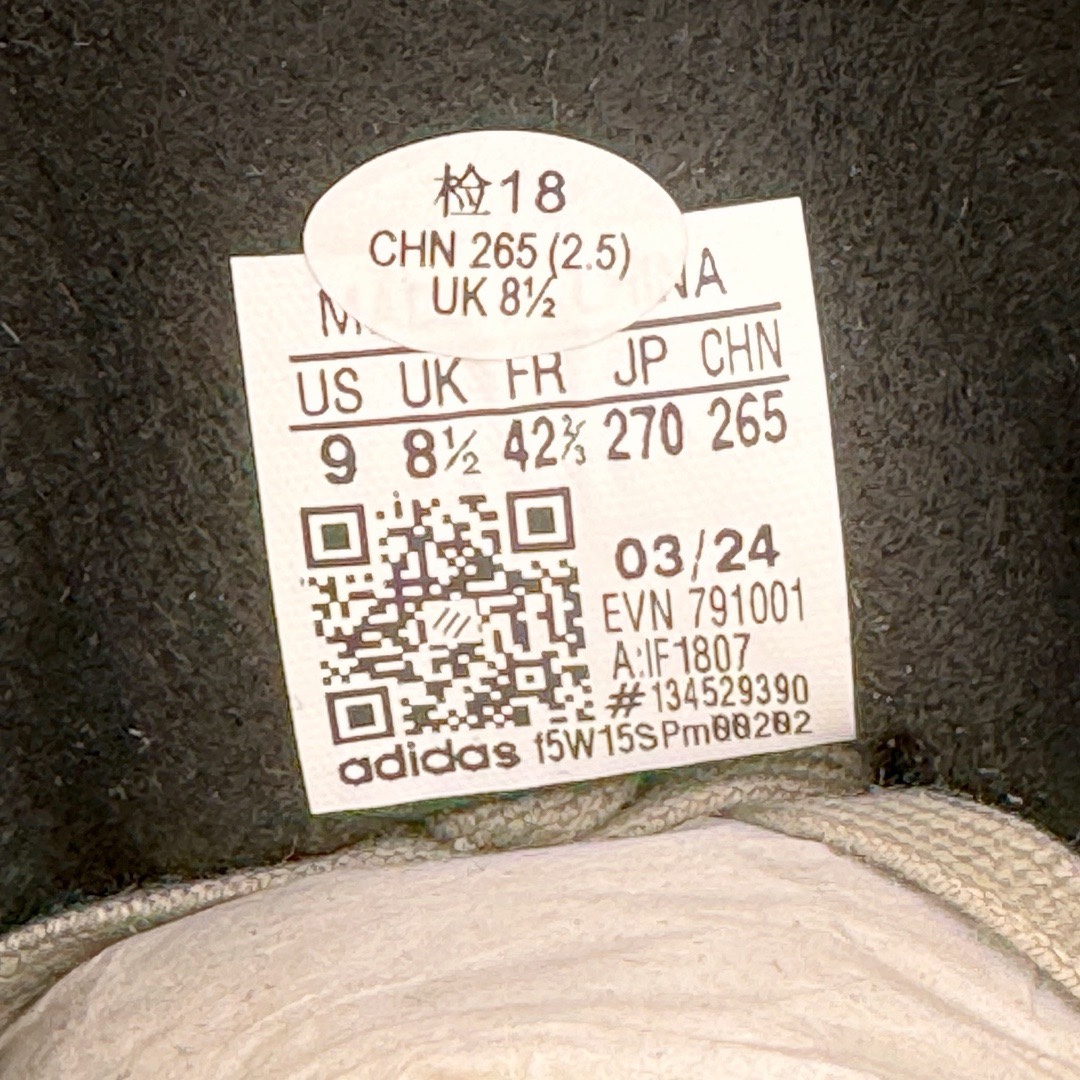 检18
CHN 265 (2.5)
UK 8½
NA
US UK FR JP CHN
9 8½ 42⅔ 270 265
03/24
EVN 791001
A:IF1807
# 134529390
adidas f5W15SPm00202